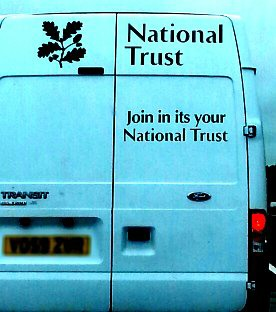 National
Trust
Join in its your
National Trust
TRANSIT
Ford